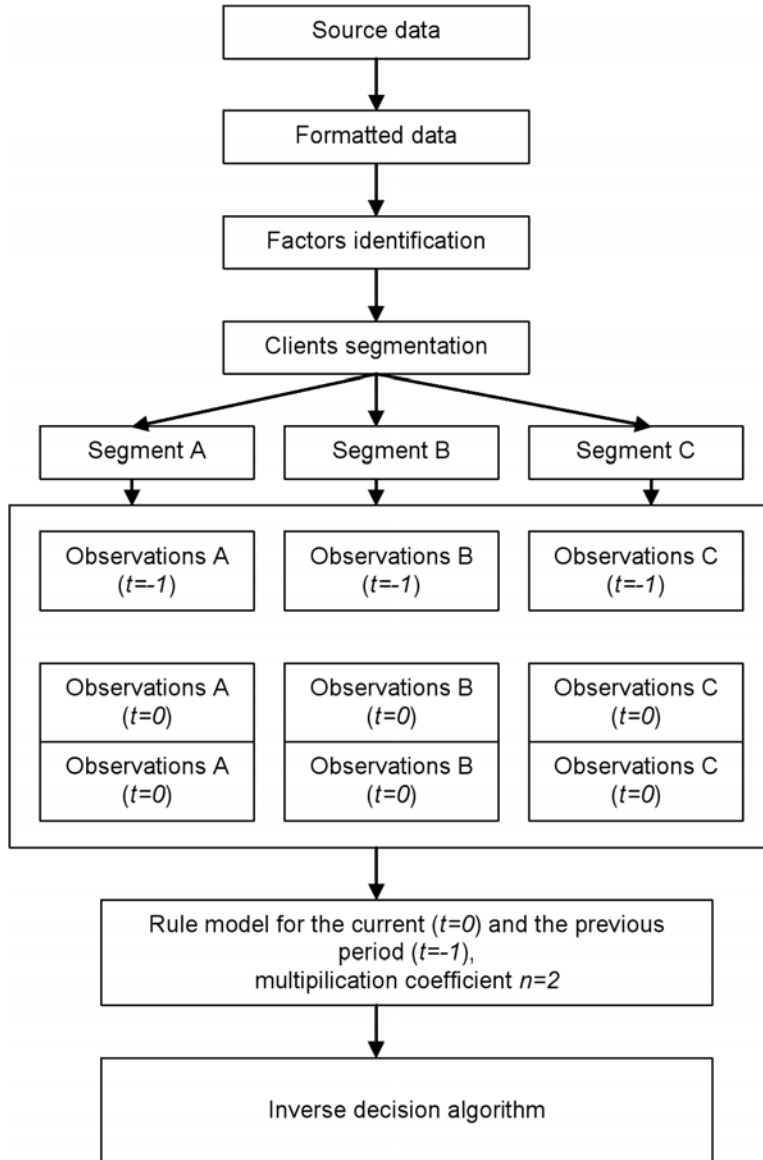 Source data
Formatted data
Factors identification
Clients segmentation
Segment A
Segment B
Segment C
Observations A
(t=-1)
Observations B
(t=-1)
Observations C
(t=-1)
Observations A
(t=0)
Observations B
(t=0)
Observations C
(t=0)
Observations A
(t=0)
Observations B
(t=0)
Observations C
(t=0)
Rule model for the current (t=0) and the previous
period (t=-1),
multipilication coefficient n=2
Inverse decision algorithm